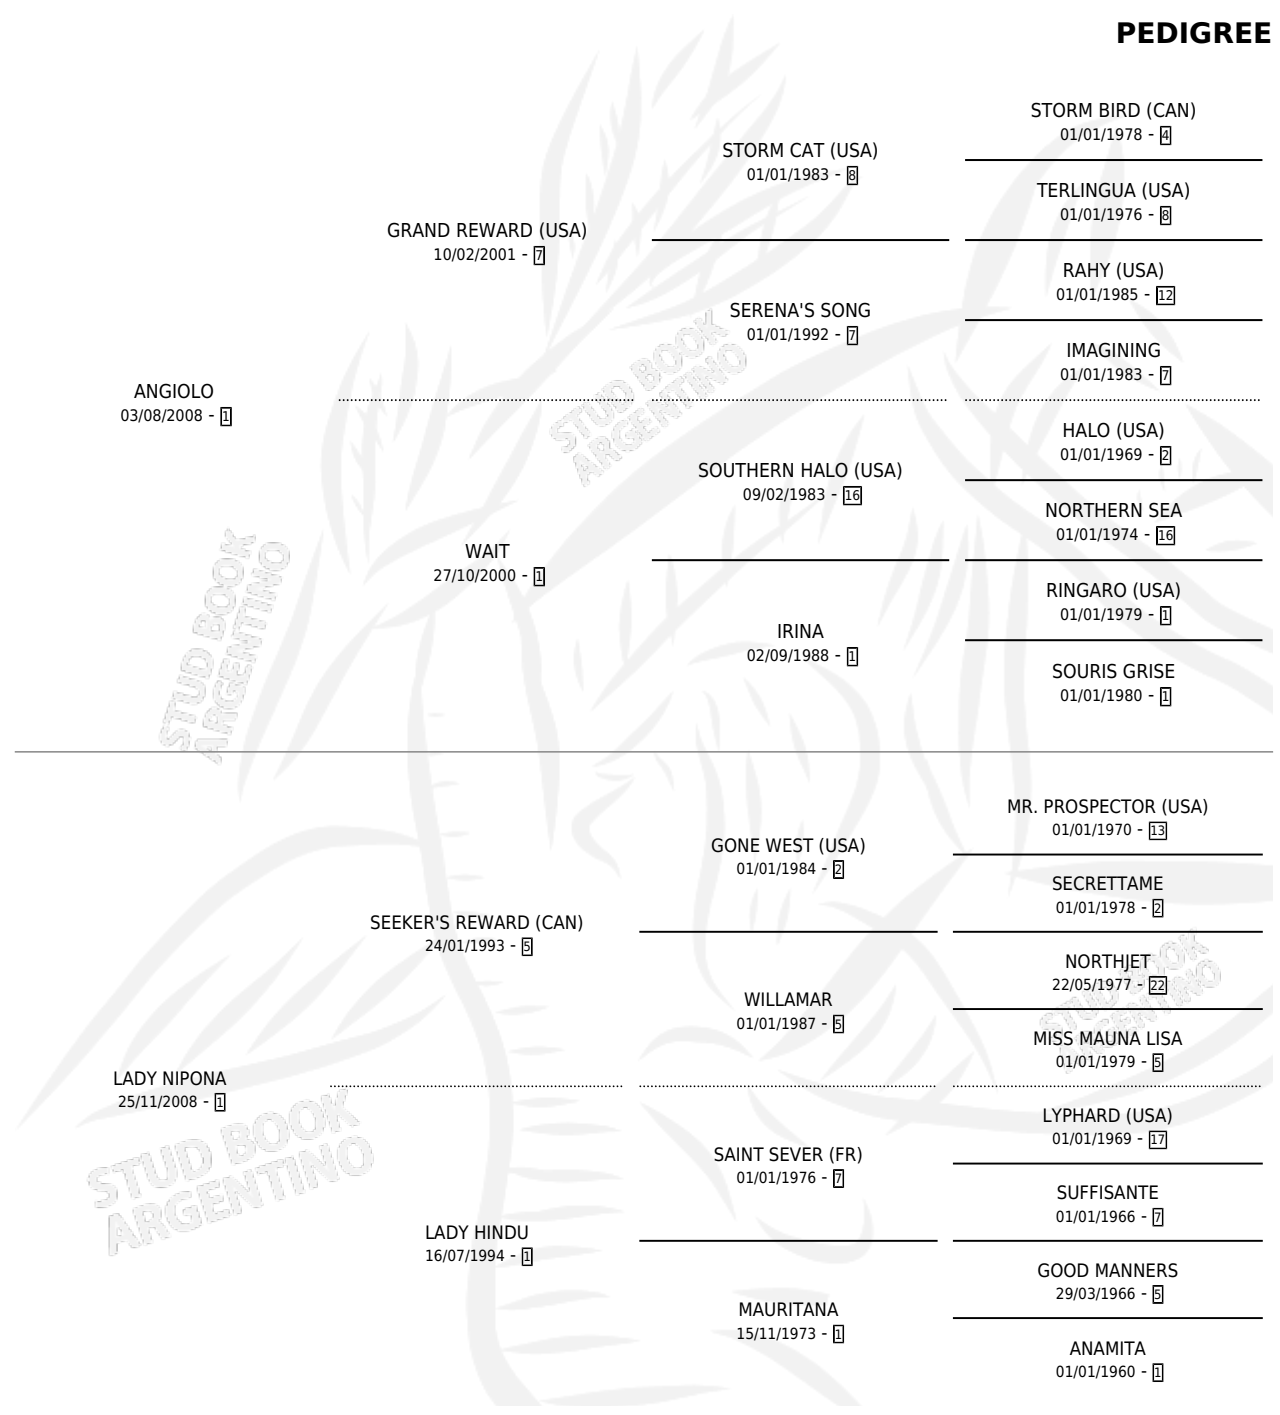 PEDIGREE
STORM BIRD (CAN)
01/01/1978 - 4
STORM CAT (USA)
01/01/1983 - 8
TERLINGUA (USA)
01/01/1976 - 8
GRAND REWARD (USA)
10/02/2001 - 7
RAHY (USA)
01/01/1985 - 12
SERENA'S SONG
01/01/1992 - 7
IMAGINING
01/01/1983 - 7
ANGIOLO
03/08/2008 - 1
HALO (USA)
01/01/1969 - 2
SOUTHERN HALO (USA)
09/02/1983 - 16
NORTHERN SEA
01/01/1974 - 16
WAIT
27/10/2000 - 1
RINGARO (USA)
01/01/1979 - 1
IRINA
02/09/1988 - 1
SOURIS GRISE
01/01/1980 - 1
MR. PROSPECTOR (USA)
01/01/1970 - 13
GONE WEST (USA)
01/01/1984 - 2
SECRETTAME
01/01/1978 - 2
SEEKER'S REWARD (CAN)
24/01/1993 - 5
NORTHJET
22/05/1977 - 22
WILLAMAR
01/01/1987 - 5
MISS MAUNA LISA
01/01/1979 - 5
LADY NIPONA
25/11/2008 - 1
LYPHARD (USA)
01/01/1969 - 17
SAINT SEVER (FR)
01/01/1976 - 7
SUFFISANTE
01/01/1966 - 7
LADY HINDU
16/07/1994 - 1
GOOD MANNERS
29/03/1966 - 5
MAURITANA
15/11/1973 - 1
ANAMITA
01/01/1960 - 1
STUD BOOK
ARGENTINO
STUD BOOK
ARGENTINO
STUD BOOK
ARGENTINO
STUD BOOK
ARGENTINO